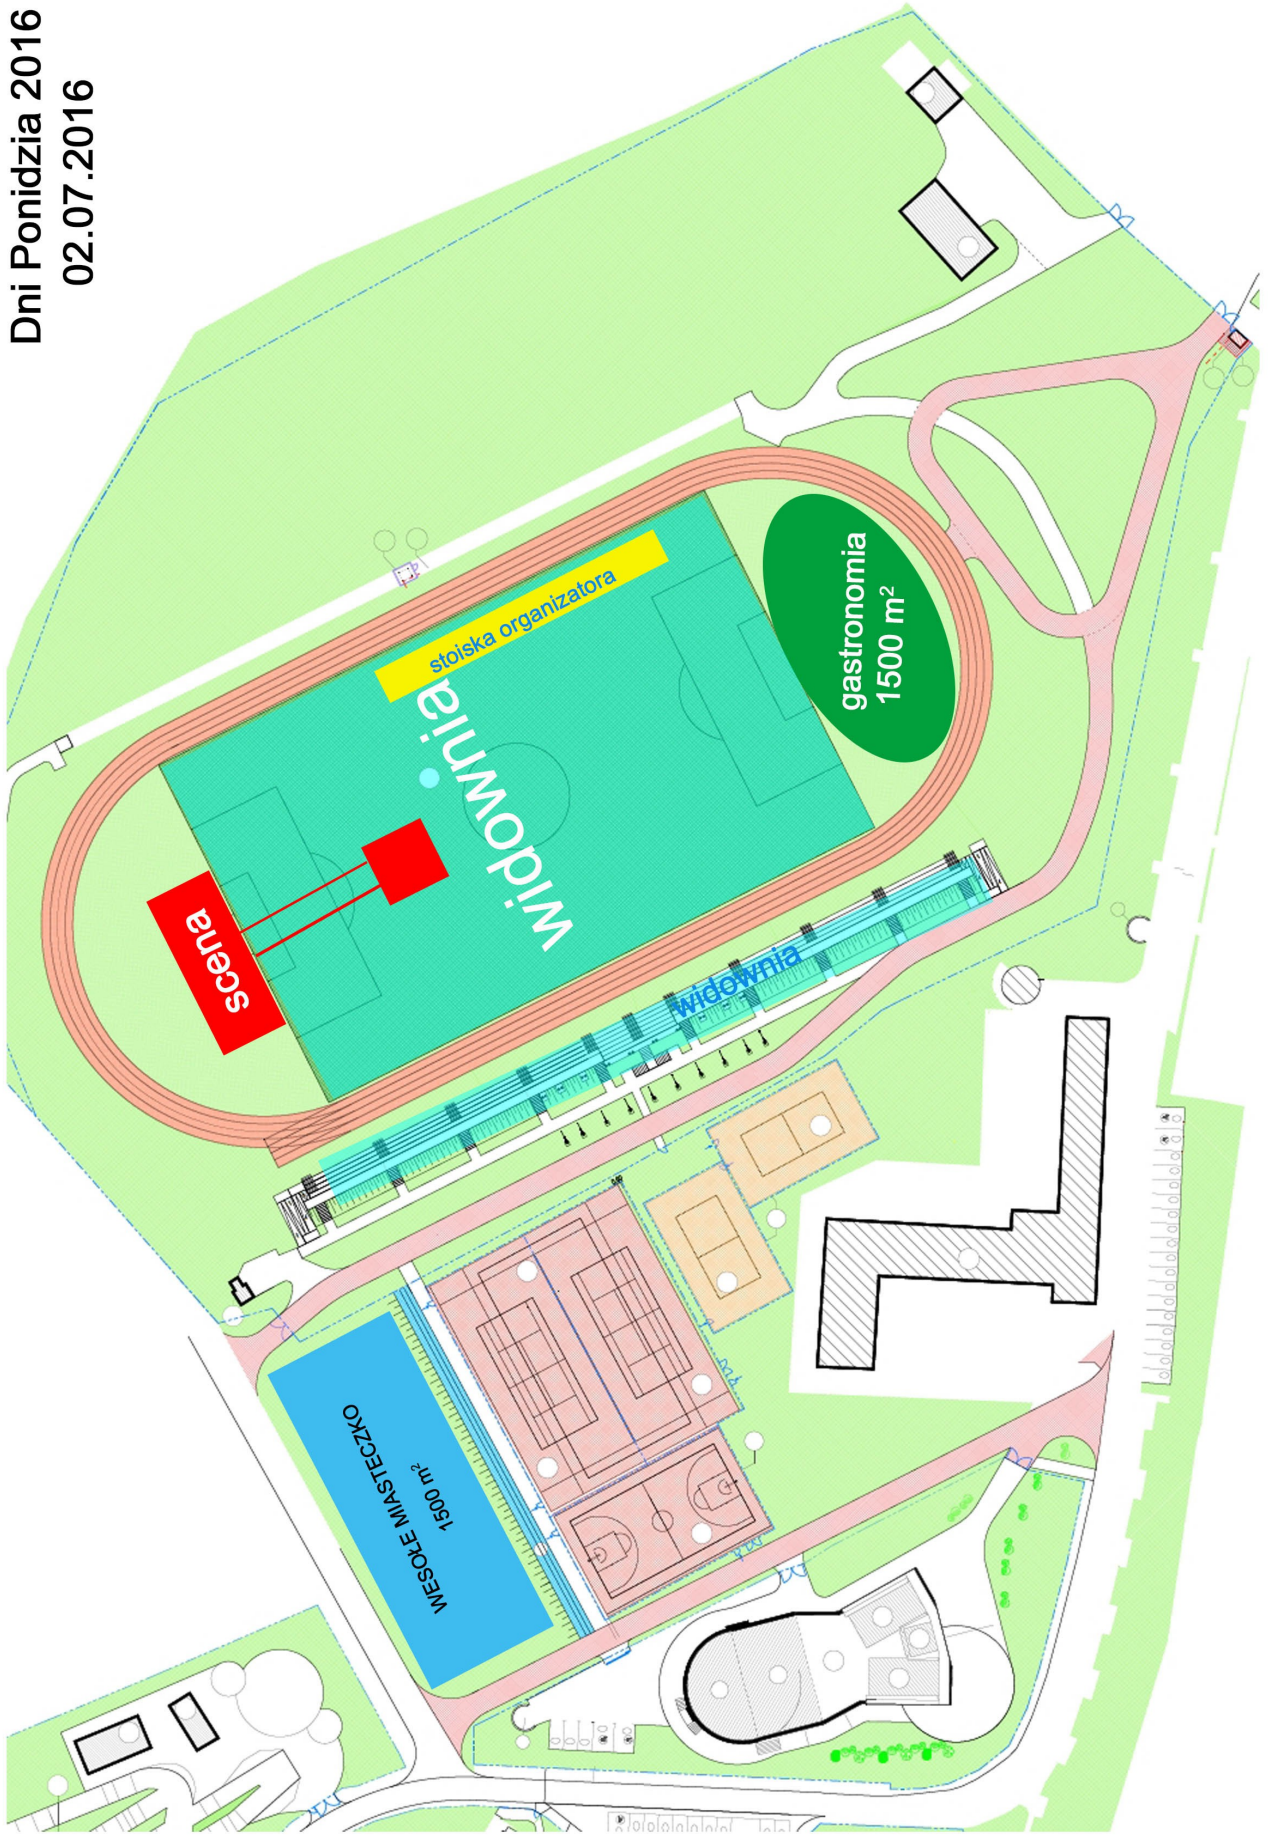 Dni Ponidzia 2016
02.07.2016
scena
widownia
stoiska organizatora
gastronomia
1500 m²
widownia
WESOŁE MIASTECZKO
1500 m²